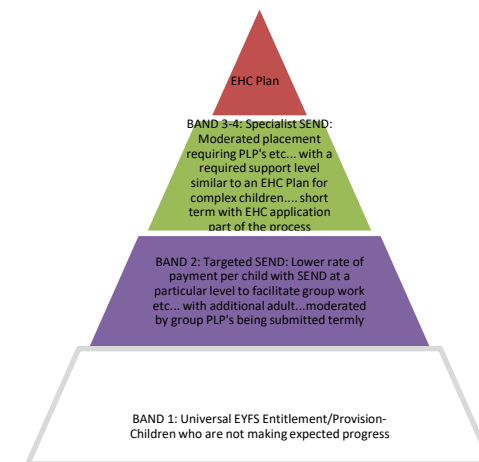 EHC Plan
BAND 3-4: Specialist SEND:
Moderated placement
requiring PLP's etc... with a
required support level
similar to an EHC Plan for
complex children.... short
term with EHC application
part of the process
BAND 2: Targeted SEND: Lower rate of
payment per child with SEND at a
particular level to facilitate group work
etc... with additional adult...moderated
by group PLP's being submitted termly
BAND 1: Universal EYFS Entitlement/Provision-
Children who are not making expected progress